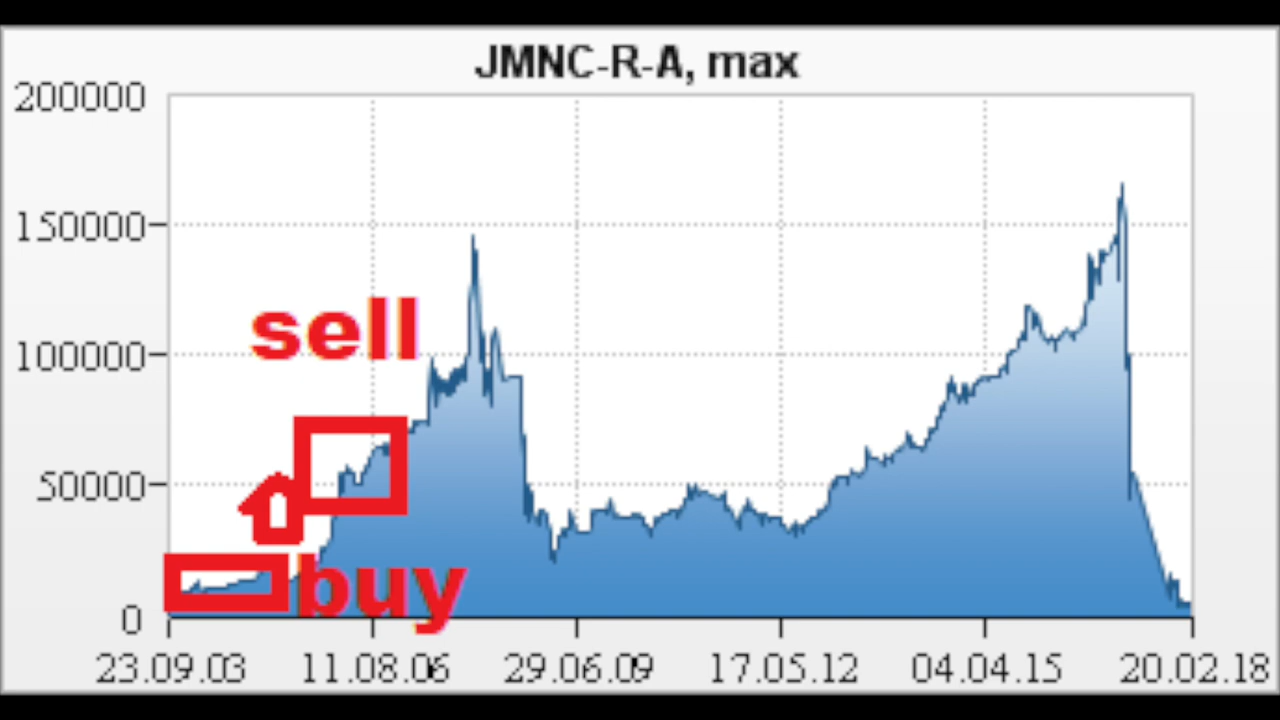 JMNC-R-A, max
200000
150000
sell
100000
50000
buy
0
23.09.03 11.08.06 29.06.09 17.05.12 04.04.15 20.02.18